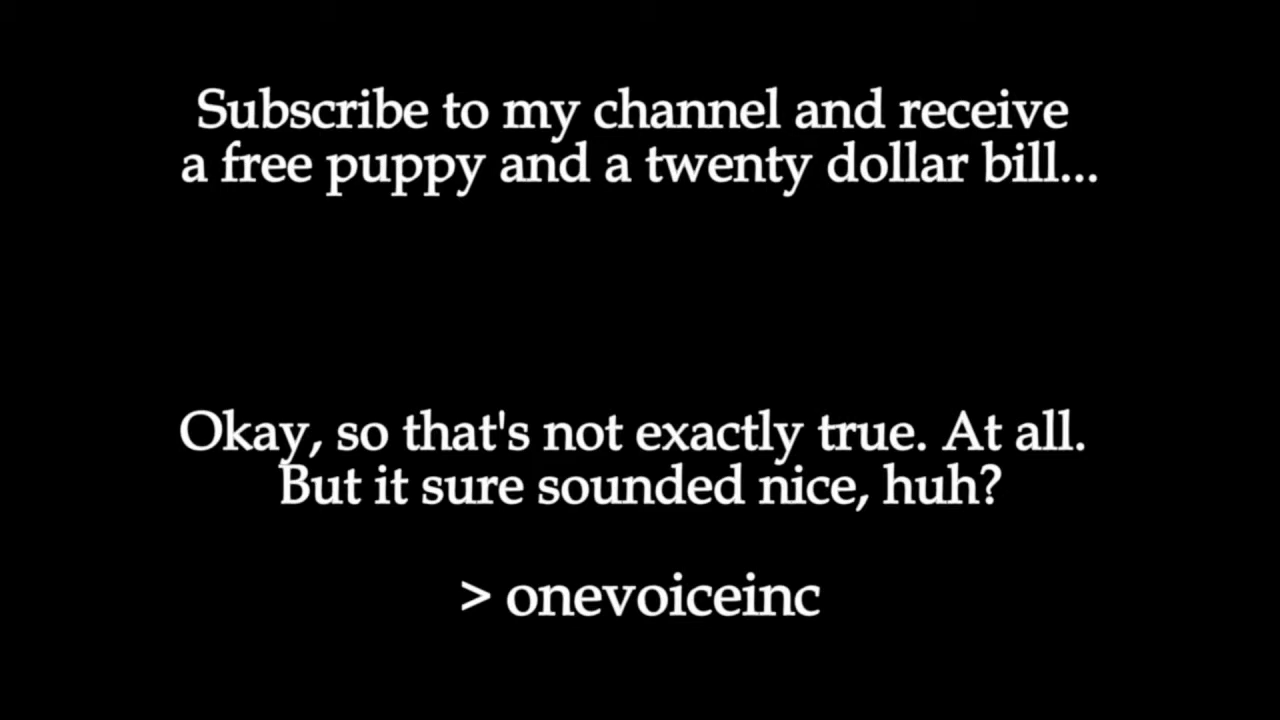 Subscribe to my channel and receive
a free puppy and a twenty dollar bill...
Okay, so that's not exactly true. At all.
But it sure sounded nice, huh?
> onevoiceinc